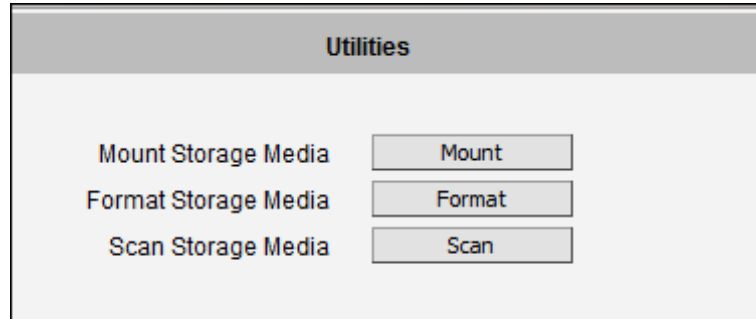 Utilities
Mount Storage Media Mount
Format Storage Media Format
Scan Storage Media Scan